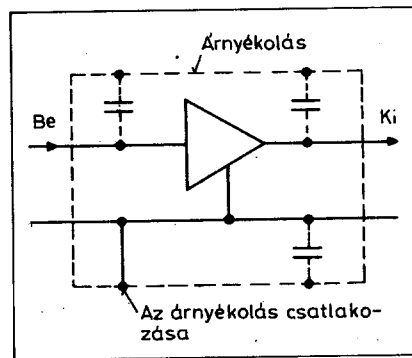 Árnyékolás
Be
Ki
Az árnyékolás csatlako-
zása